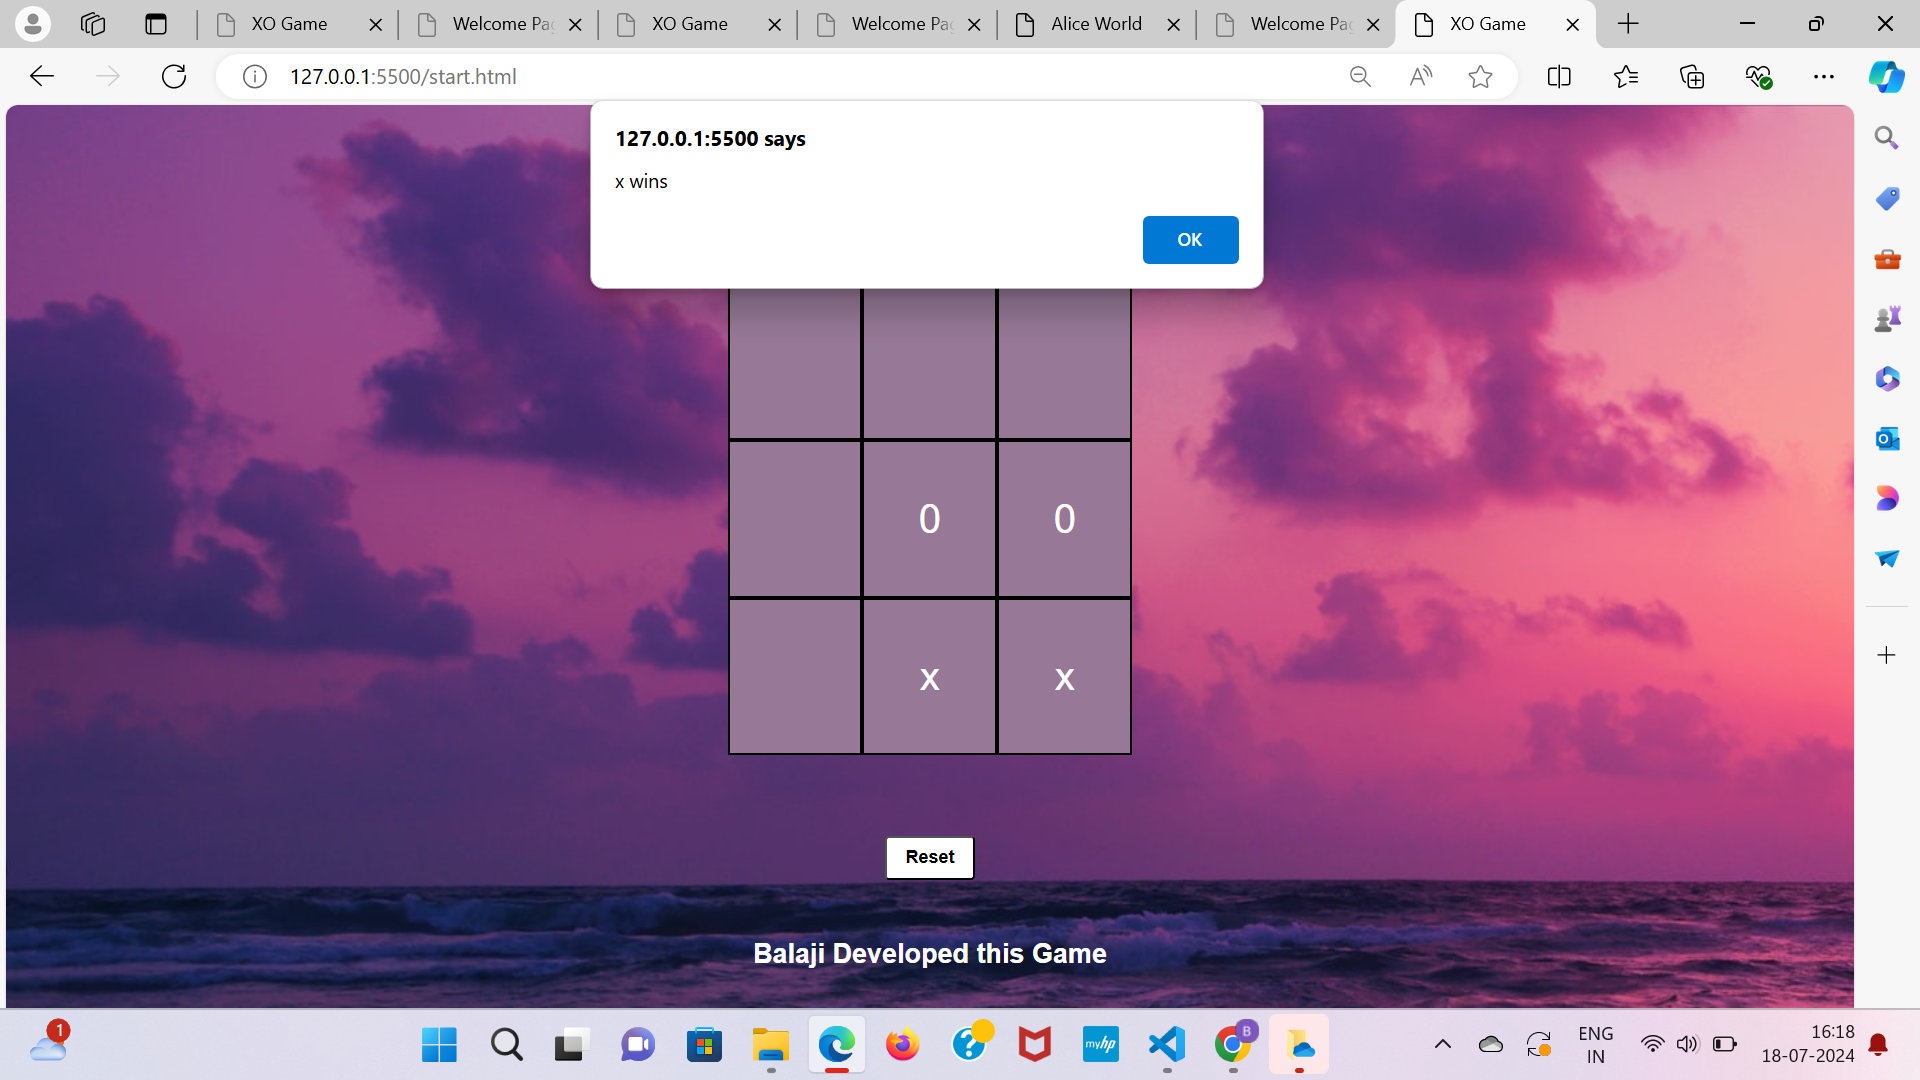 XO Game
Welcome Pa
XO Game
Welcome Pa
Alice World
Welcome Pa
XO Game
127.0.0.1:5500/start.html
127.0.0.1:5500 says
x wins
OK
0 0
x x
Reset
Balaji Developed this Game
1
myhp
B
ENG
IN
16:18
18-07-2024